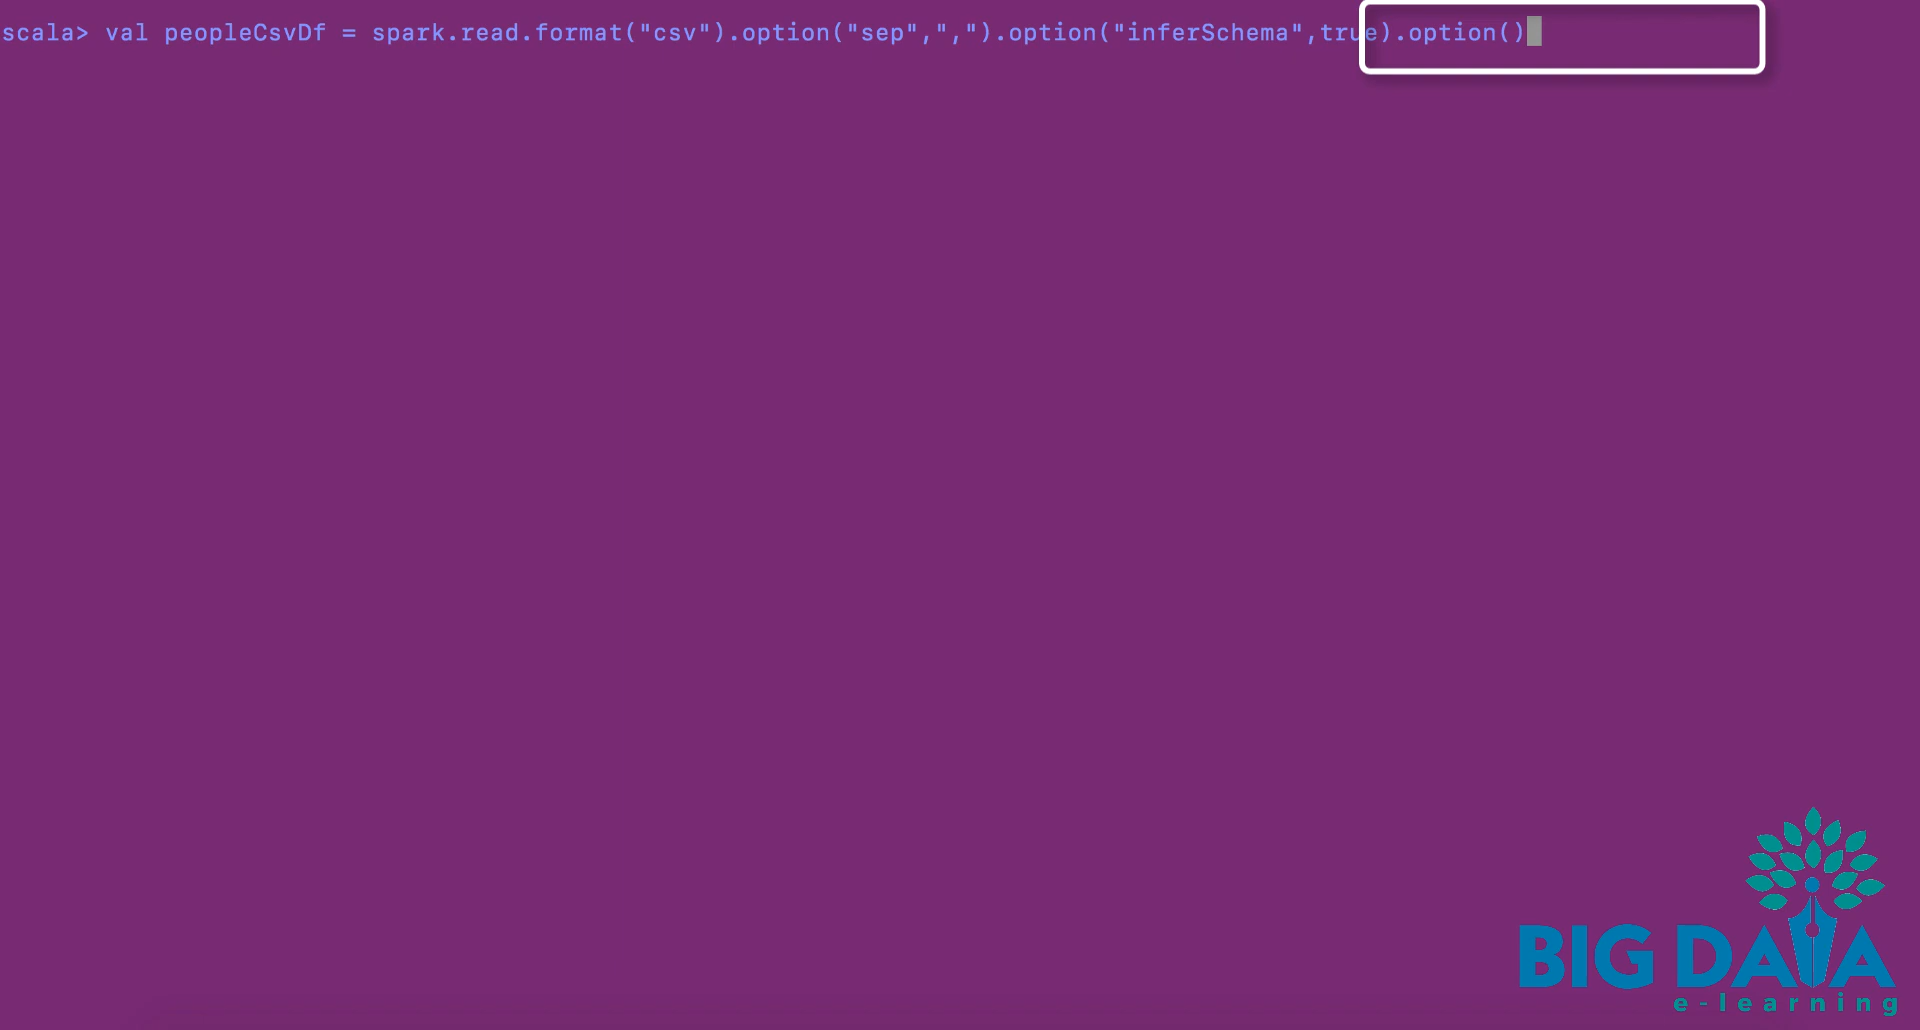 scala> val peopleCsvDf = spark.read.format("csv").option("sep",",").option("inferSchema",true).option()
BIG DATA
e-learning